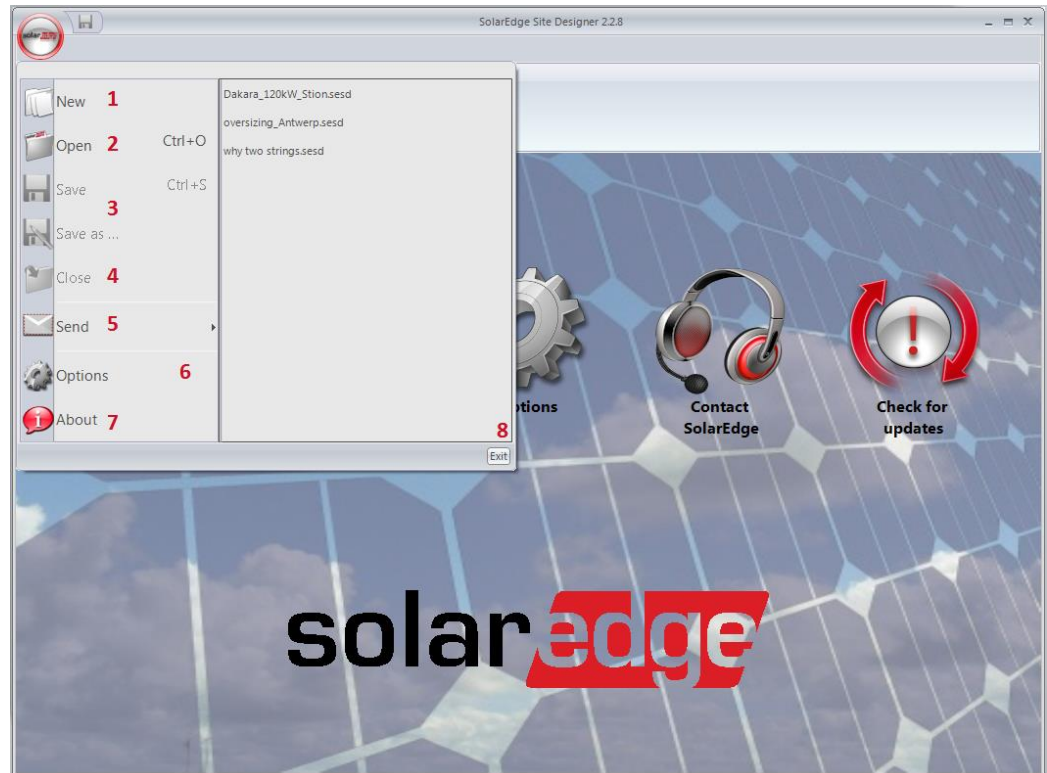 SolarEdge Site Designer 2.2.8
solaredge
New 1
Open 2 Ctrl+O
Save Ctrl+S
3
Save as ...
Close 4
Send 5
Options 6
About 7
8
Exit
Dakara_120kW_Stion.sesd
oversizing_Antwerp.sesd
why two strings.sesd
Contact
SolarEdge
Check for
updates
solaredge